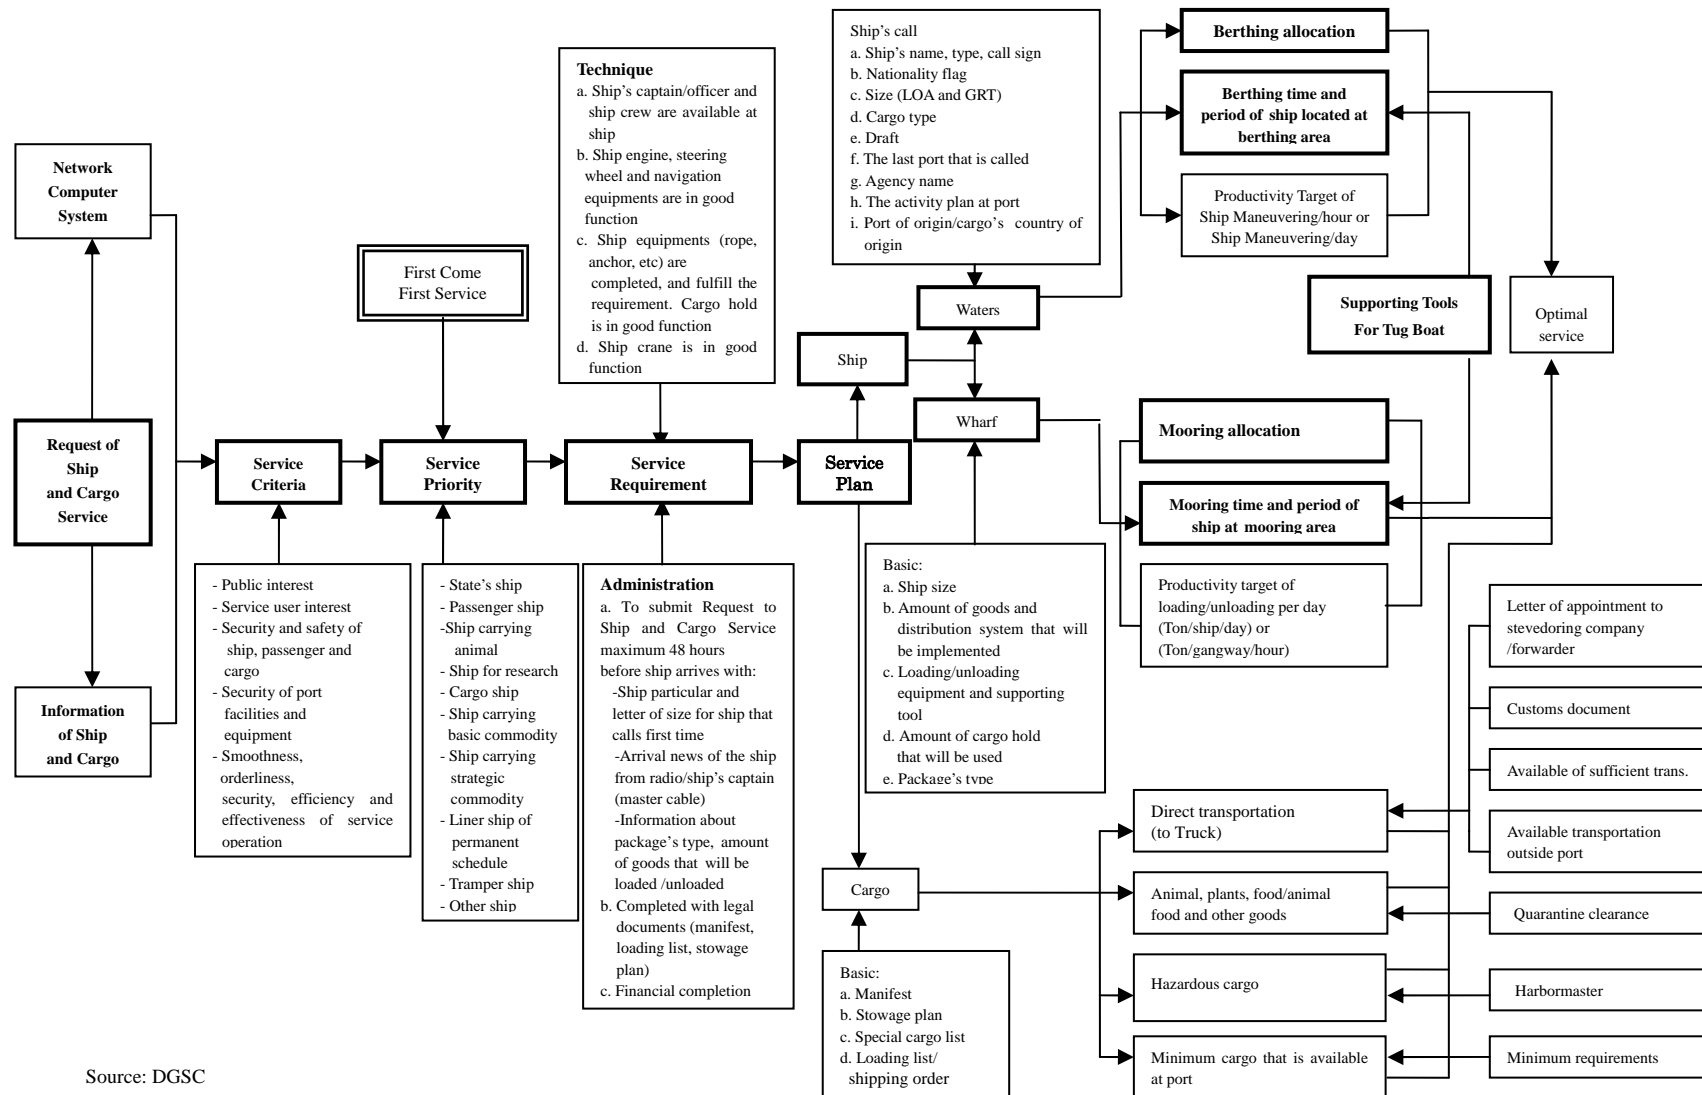 Network
Computer
System
Request of
Ship
and Cargo
Service
Information
of Ship
and Cargo
Service
Criteria
- Public interest
- Service user interest
- Security and safety of
ship, passenger and
cargo
- Security of port
facilities and
equipment
- Smoothness,
orderliness,
security, efficiency and
effectiveness of service
operation
First Come
First Service
Service
Priority
- State's ship
- Passenger ship
-Ship carrying
animal
- Ship for research
- Cargo ship
- Ship carrying
basic commodity
- Ship carrying
strategic
commodity
- Liner ship of
permanent
schedule
- Tramper ship
- Other ship
Technique
a. Ship's captain/officer and
ship crew are available at
ship
b. Ship engine, steering
wheel and navigation
equipments are in good
function
c. Ship equipments (rope,
anchor, etc) are
completed, and fulfill the
requirement. Cargo hold
is in good function
d. Ship crane is in good
function
Service
Requirement
Administration
a. To submit Request to
Ship and Cargo Service
maximum 48 hours
before ship arrives with:
-Ship particular and
letter of size for ship that
calls first time
-Arrival news of the ship
from radio/ship's captain
(master cable)
-Information about
package's type, amount
of goods that will be
loaded /unloaded
b. Completed with legal
documents (manifest,
loading list, stowage
plan)
c. Financial completion
Service
Plan
Ship
Ship's call
a. Ship's name, type, call sign
b. Nationality flag
c. Size (LOA and GRT)
d. Cargo type
e. Draft
f. The last port that is called
g. Agency name
h. The activity plan at port
i. Port of origin/cargo's country of
origin
Waters
Wharf
Basic:
a. Ship size
b. Amount of goods and
distribution system that will
be implemented
c. Loading/unloading
equipment and supporting
tool
d. Amount of cargo hold
that will be used
e. Package's type
Cargo
Basic:
a. Manifest
b. Stowage plan
c. Special cargo list
d. Loading list/
shipping order
Berthing allocation
Berthing time and
period of ship located at
berthing area
Productivity Target of
Ship Maneuvering/hour or
Ship Maneuvering/day
Supporting Tools
For Tug Boat
Optimal
service
Mooring allocation
Mooring time and period of
ship at mooring area
Productivity target of
loading/unloading per day
(Ton/ship/day) or
(Ton/gangway/hour)
Direct transportation
(to Truck)
Animal, plants, food/animal
food and other goods
Hazardous cargo
Minimum cargo that is available
at port
Letter of appointment to
stevedoring company
/forwarder
Customs document
Available of sufficient trans.
Available transportation
outside port
Quarantine clearance
Harbormaster
Minimum requirements
Source: DGSC